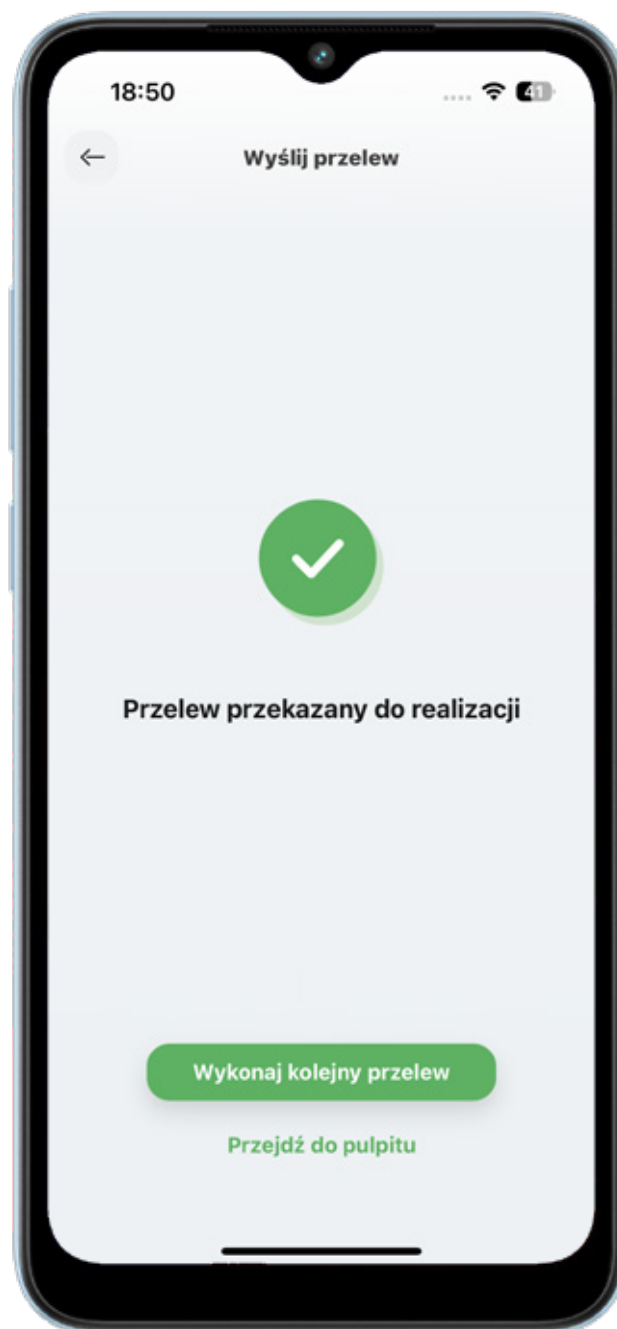 18:50
41
Wyślij przelew
Przelew przekazany do realizacji
Wykonaj kolejny przelew
Przejdź do pulpitu